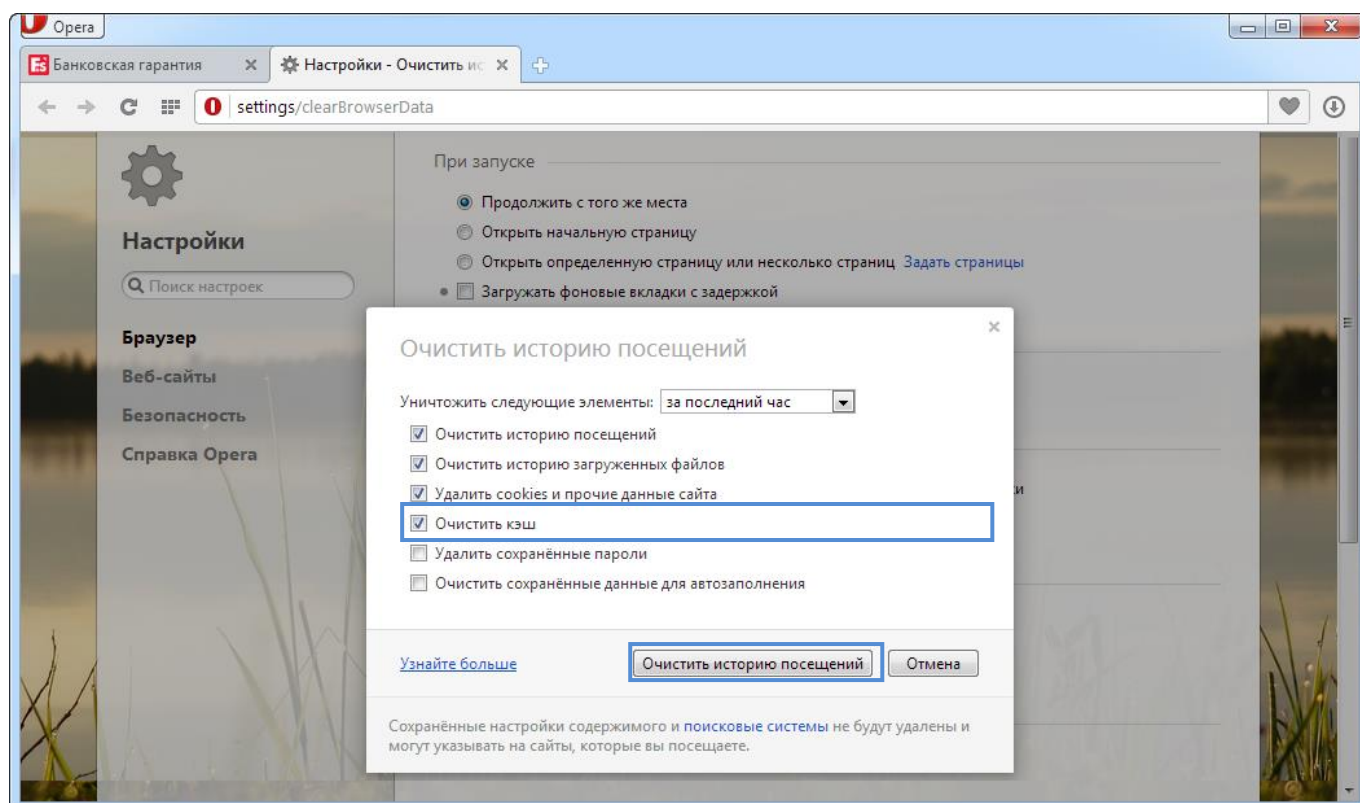 Opera
Банковская гарантия
Настройки - Очистить ис
settings/clearBrowserData
При запуске
Продолжить с того же места
Настройки
Открыть начальную страницу
Открыть определенную страницу или несколько страниц Задать страницы
Поиск настроек
Загружать фоновые вкладки с задержкой
Браузер
Веб-сайты
Безопасность
Справка Opera
Очистить историю посещений
Уничтожить следующие элементы: за последний час
Очистить историю посещений
Очистить историю загруженных файлов
Удалить cookies и прочие данные сайта
Очистить кэш
Удалить сохранённые пароли
Очистить сохранённые данные для автозаполнения
Узнайте больше
Очистить историю посещений
Отмена
Сохранённые настройки содержимого и поисковые системы не будут удалены и
могут указывать на сайты, которые вы посещаете.